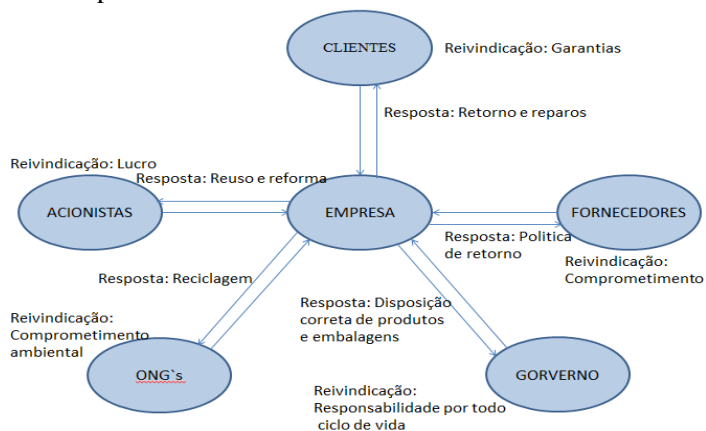 CLIENTES
Reivindicação: Garantias
Resposta: Retorno e reparos
Reivindicação: Lucro
Resposta: Reuso e reforma
ACIONISTAS
EMPRESA
FORNECEDORES
Resposta: Politica
de retorno
Reivindicação:
Comprometimento
Resposta: Reciclagem
Reivindicação:
Comprometimento
ambiental
Resposta: Disposição
correta de produtos
e embalagens
ONG`s
GORVERNO
Reivindicação:
Responsabilidade por todo
ciclo de vida